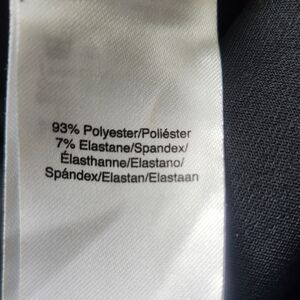 93% Polyester/Poliéster
7% Elastane/Spandex/
Élasthanne/Elastano/
Spándex/Elastan/Elastaan